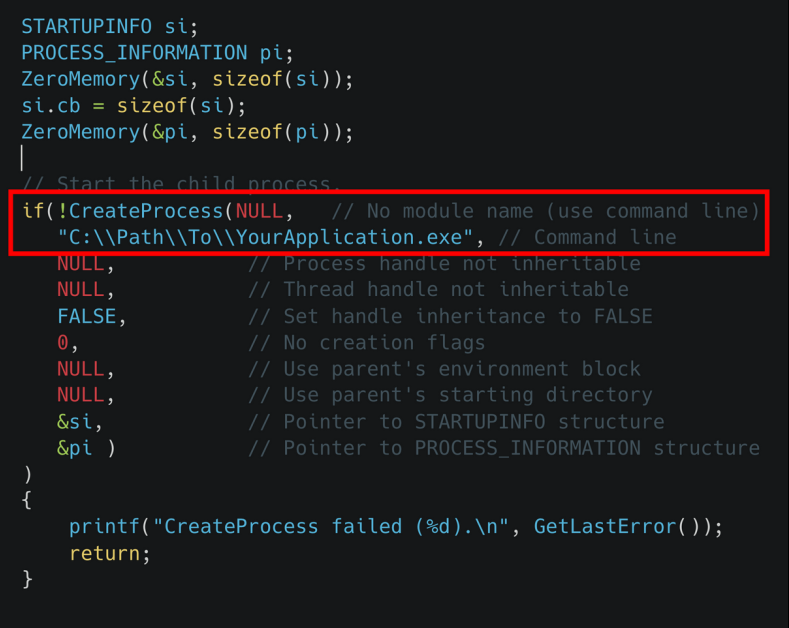 STARTUPINFO si;
PROCESS_INFORMATION pi;
ZeroMemory(&si, sizeof(si));
si.cb = sizeof(si);
ZeroMemory(&pi, sizeof(pi));
// Start the child process.
if(!CreateProcess(NULL,   // No module name (use command line)
   "C:\\Path\\To\\YourApplication.exe", // Command line
   NULL,           // Process handle not inheritable
   NULL,           // Thread handle not inheritable
   FALSE,          // Set handle inheritance to FALSE
   0,              // No creation flags
   NULL,           // Use parent's environment block
   NULL,           // Use parent's starting directory
   &si,            // Pointer to STARTUPINFO structure
   &pi )           // Pointer to PROCESS_INFORMATION structure
)
{
    printf("CreateProcess failed (%d).\n", GetLastError());
    return;
}